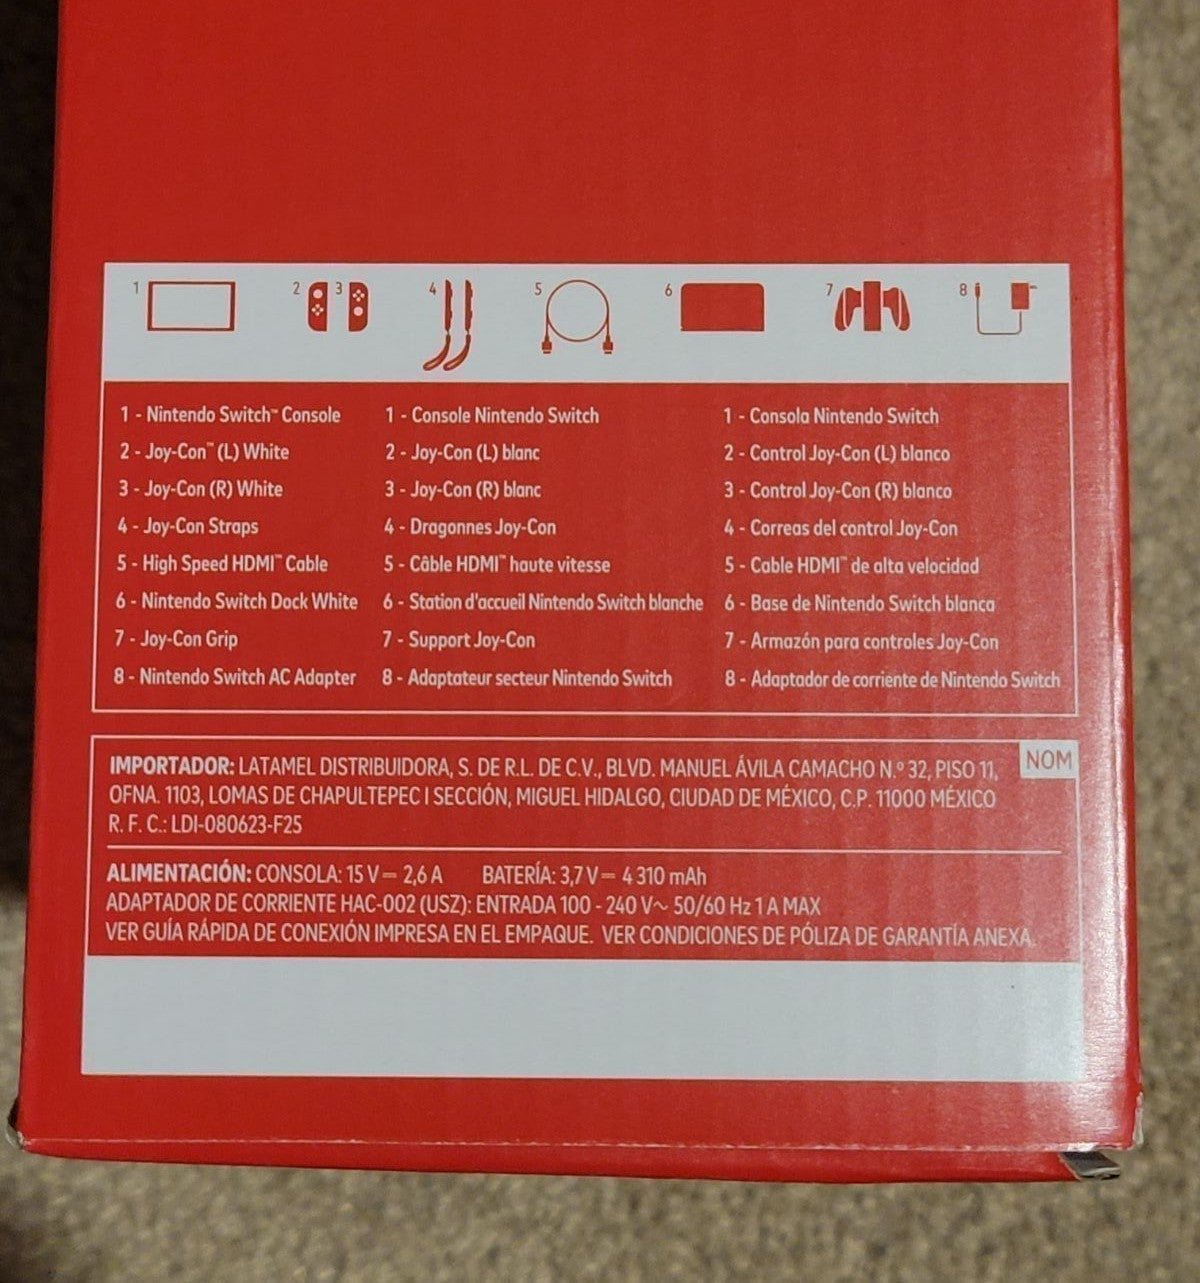 1 2 3 4 5 6 7 8
1 - Nintendo Switch™ Console
2 - Joy-Con™ (L) White
3 - Joy-Con (R) White
4 - Joy-Con Straps
5 - High Speed HDMI™ Cable
6 - Nintendo Switch Dock White
7 - Joy-Con Grip
8 - Nintendo Switch AC Adapter
1 - Console Nintendo Switch
2 - Joy-Con (L) blanc
3 - Joy-Con (R) blanc
4 - Dragonnes Joy-Con
5 - Câble HDMI™ haute vitesse
6 - Station d'accueil Nintendo Switch blanche
7 - Support Joy-Con
8 - Adaptateur secteur Nintendo Switch
1 - Consola Nintendo Switch
2 - Control Joy-Con (L) blanco
3 - Control Joy-Con (R) blanco
4 - Correas del control Joy-Con
5 - Cable HDMI™ de alta velocidad
6 - Base de Nintendo Switch blanca
7 - Armazón para controles Joy-Con
8 - Adaptador de corriente de Nintendo Switch
NOM
IMPORTADOR: LATAMEL DISTRIBUIDORA, S. DE R.L. DE C.V., BLVD. MANUEL ÁVILA CAMACHO N.º 32, PISO 11,
OFNA. 1103, LOMAS DE CHAPULTEPEC I SECCIÓN, MIGUEL HIDALGO, CIUDAD DE MÉXICO, C.P. 11000 MÉXICO
R. F. C.: LDI-080623-F25
ALIMENTACIÓN: CONSOLA: 15 V⎓ 2,6 A BATERÍA: 3,7 V⎓ 4 310 mAh
ADAPTADOR DE CORRIENTE HAC-002 (USZ): ENTRADA 100 - 240 V~ 50/60 Hz 1 A MAX
VER GUÍA RÁPIDA DE CONEXIÓN IMPRESA EN EL EMPAQUE. VER CONDICIONES DE PÓLIZA DE GARANTÍA ANEXA.